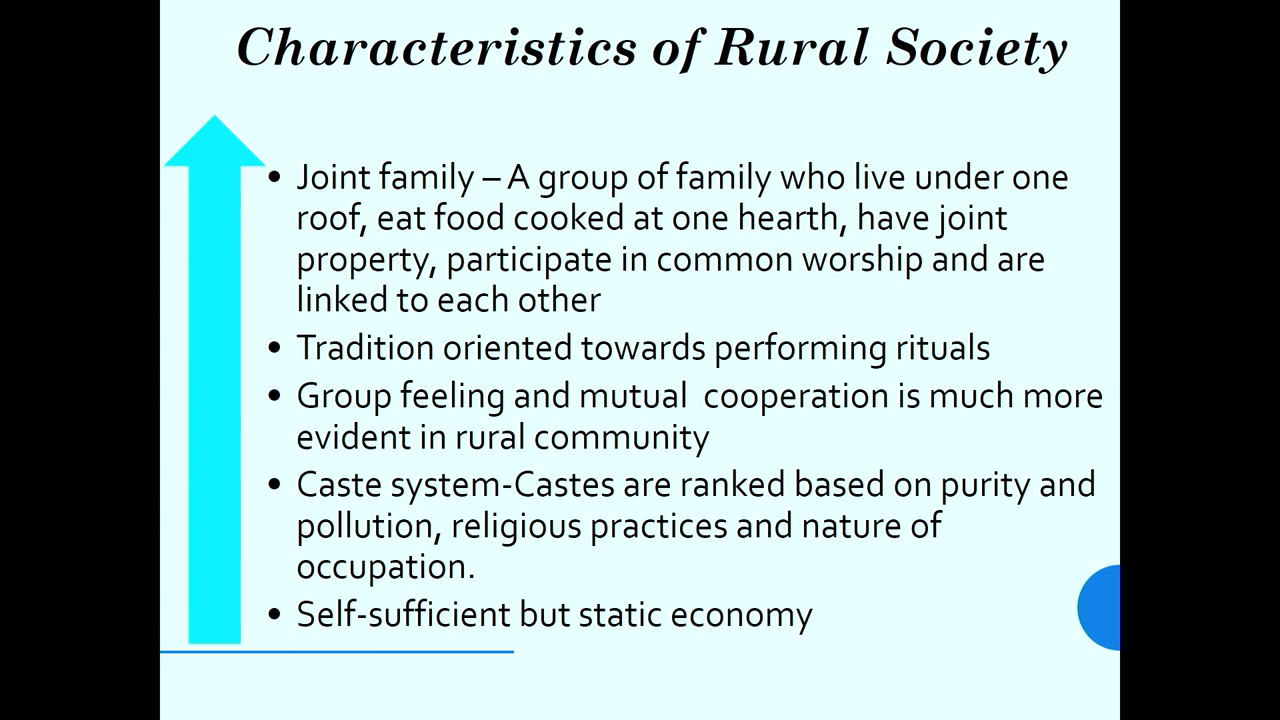 Characteristics of Rural Society
• Joint family – A group of family who live under one
roof, eat food cooked at one hearth, have joint
property, participate in common worship and are
linked to each other
• Tradition oriented towards performing rituals
• Group feeling and mutual  cooperation is much more
evident in rural community
• Caste system-Castes are ranked based on purity and
pollution, religious practices and nature of
occupation.
• Self-sufficient but static economy